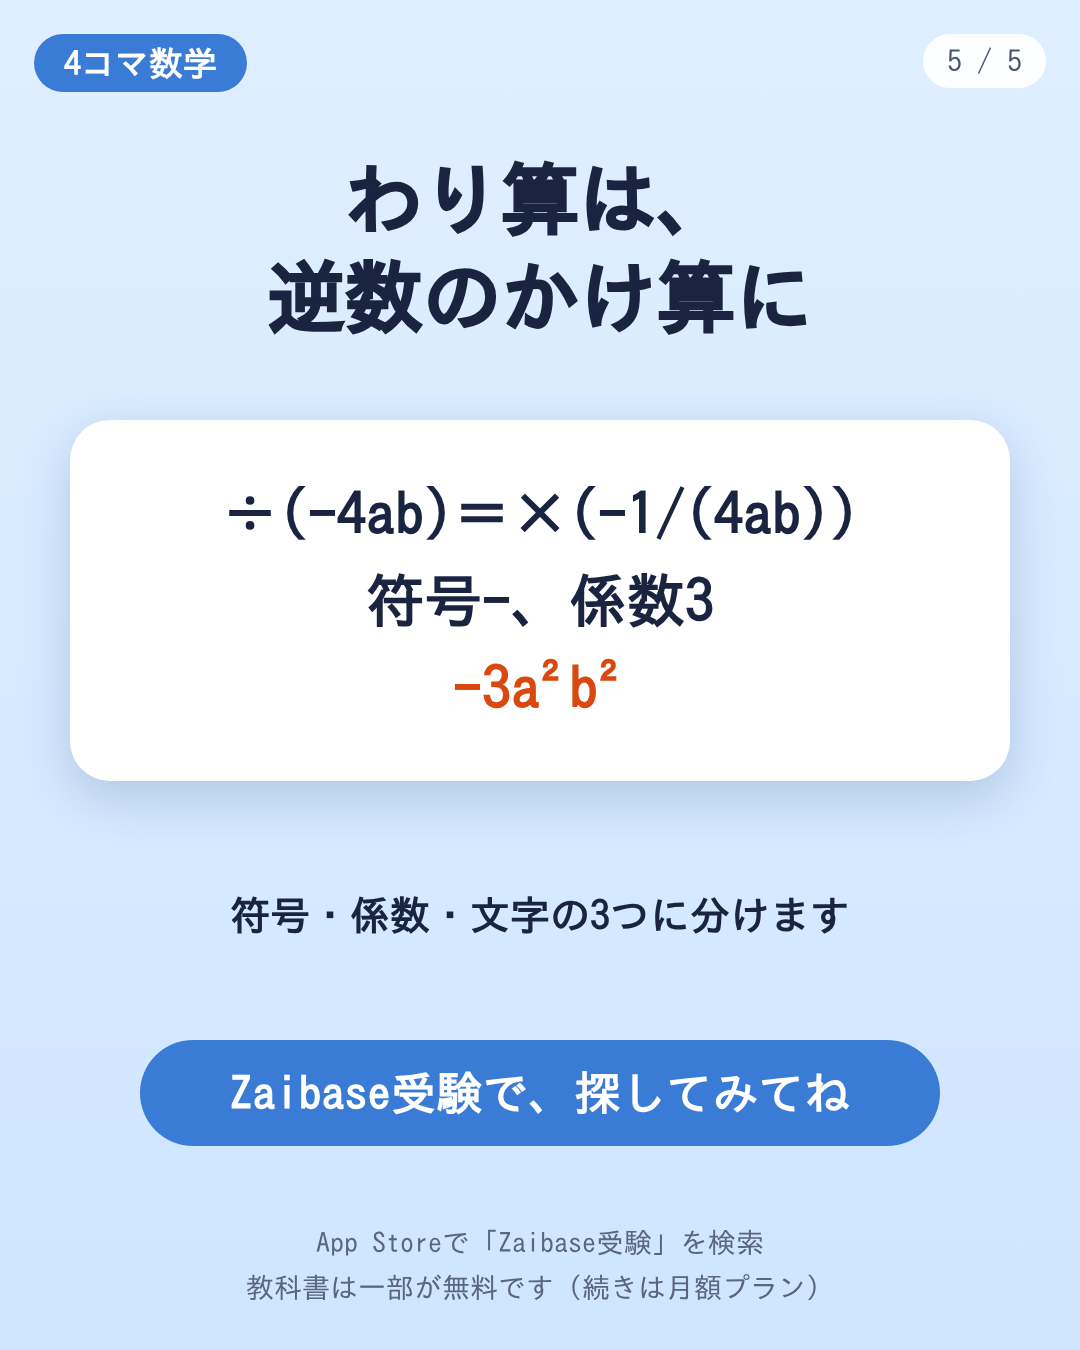 4コマ数学
5 / 5
わり算は、
逆数のかけ算に
÷(−4ab)＝×(−1/(4ab))
符号−、係数3
−3a²b²
符号・係数・文字の3つに分けます
Zaibase受験で、探してみてね
App Storeで「Zaibase受験」を検索
教科書は一部が無料です（続きは月額プラン）